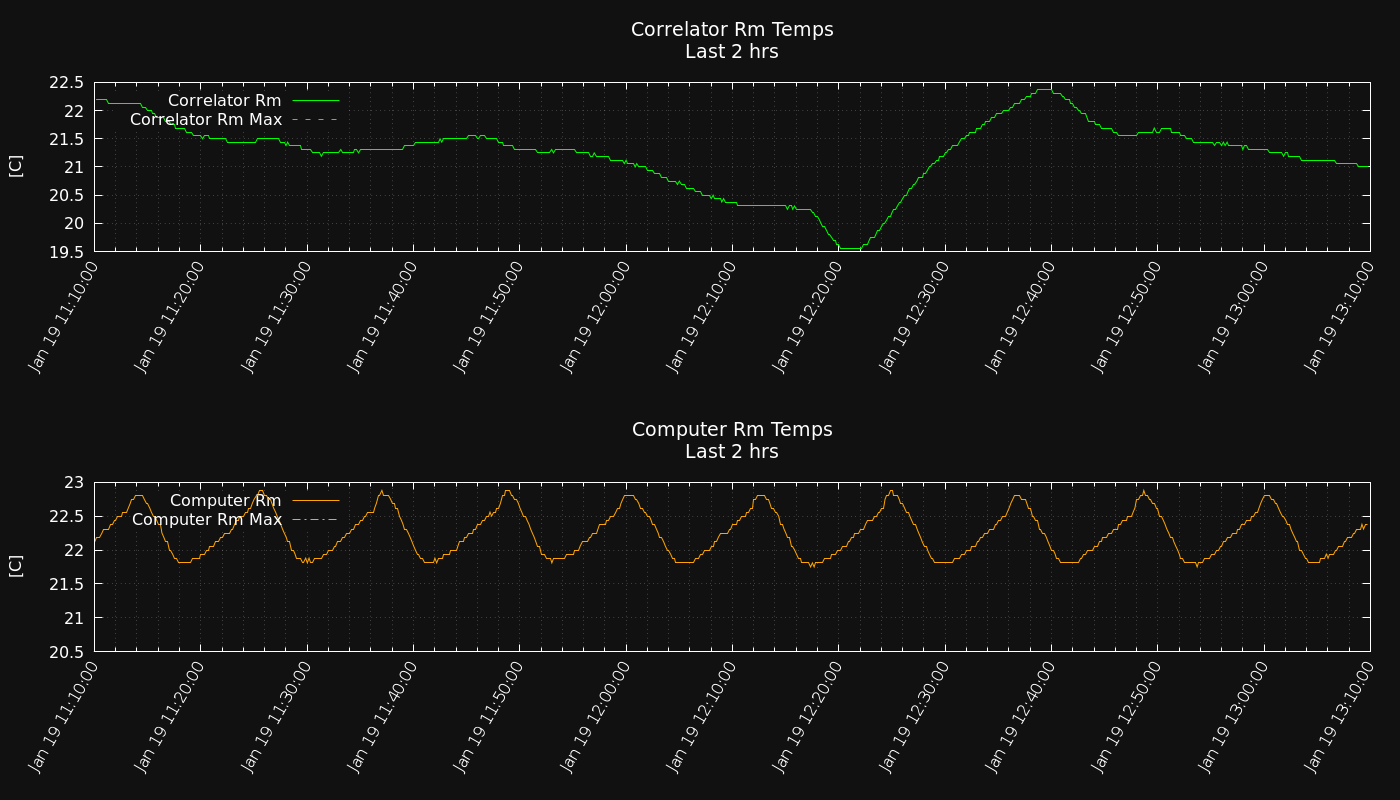 Correlator Rm Temps
Last 2 hrs
22.5
22
21.5
21
20.5
20
19.5
[C]
Correlator Rm
Correlator Rm Max
Jan 19 11:10:00
Jan 19 11:20:00
Jan 19 11:30:00
Jan 19 11:40:00
Jan 19 11:50:00
Jan 19 12:00:00
Jan 19 12:10:00
Jan 19 12:20:00
Jan 19 12:30:00
Jan 19 12:40:00
Jan 19 12:50:00
Jan 19 13:00:00
Jan 19 13:10:00
Computer Rm Temps
Last 2 hrs
23
22.5
22
21.5
21
20.5
[C]
Computer Rm
Computer Rm Max
Jan 19 11:10:00
Jan 19 11:20:00
Jan 19 11:30:00
Jan 19 11:40:00
Jan 19 11:50:00
Jan 19 12:00:00
Jan 19 12:10:00
Jan 19 12:20:00
Jan 19 12:30:00
Jan 19 12:40:00
Jan 19 12:50:00
Jan 19 13:00:00
Jan 19 13:10:00